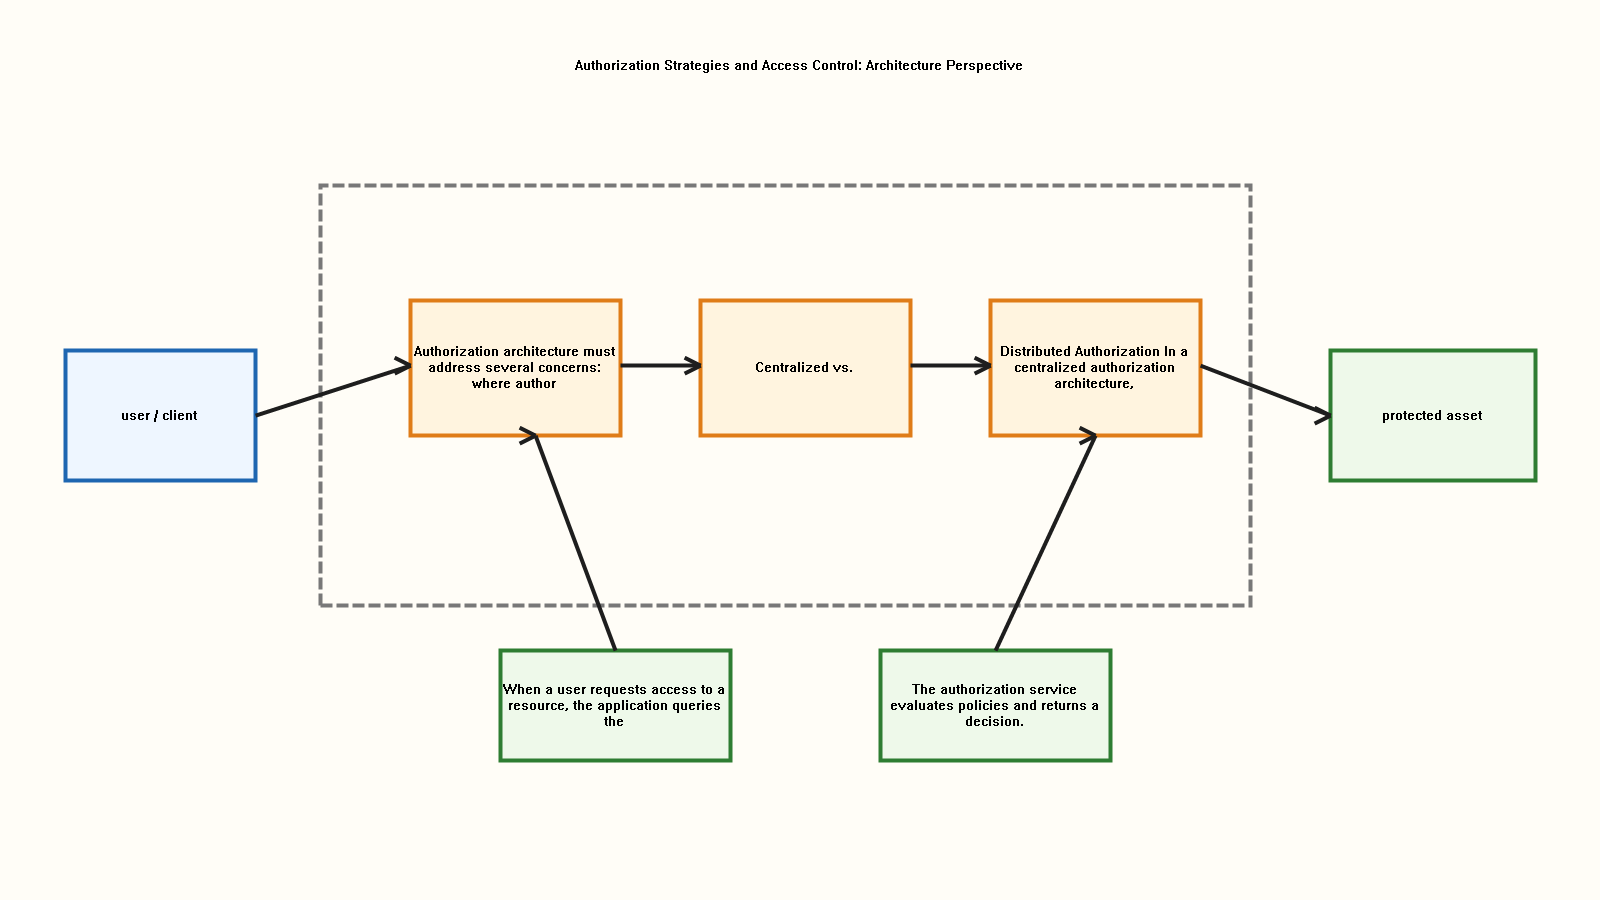 Authorization Strategies and Access Control: Architecture Perspective
user / client
Authorization architecture must
address several concerns:
where author
Centralized vs.
Distributed Authorization In a
centralized authorization
architecture,
protected asset
When a user requests access to a
resource, the application queries
the
The authorization service
evaluates policies and returns a
decision.